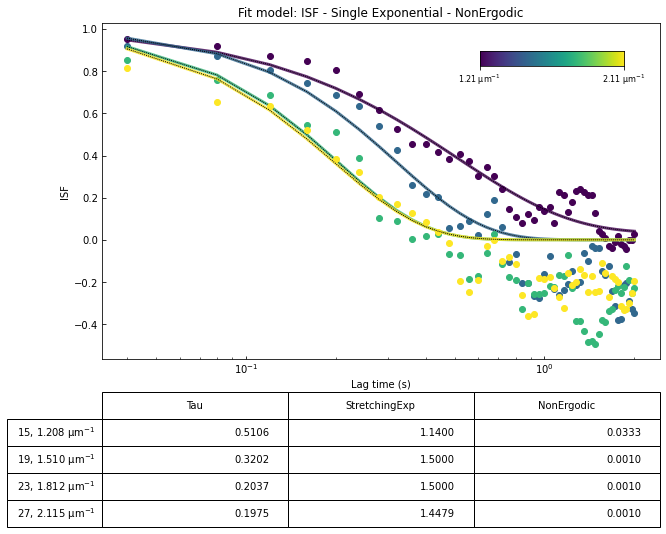 Fit model: ISF - Single Exponential - NonErgodic
1.0
0.8
0.6
0.4
0.2
0.0
−0.2
−0.4
ISF
1.21 μm⁻¹ 2.11 μm⁻¹
10⁻¹ 10⁰
Lag time (s)
Tau StretchingExp NonErgodic
15, 1.208 μm⁻¹ 0.5106 1.1400 0.0333
19, 1.510 μm⁻¹ 0.3202 1.5000 0.0010
23, 1.812 μm⁻¹ 0.2037 1.5000 0.0010
27, 2.115 μm⁻¹ 0.1975 1.4479 0.0010